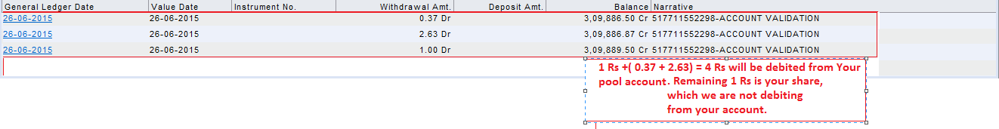 General Ledger Date Value Date Instrument No. Withdrawal Amt. Deposit Amt. Balance Narrative
26-06-2015 26-06-2015 0.37 Dr 3,09,886.50 Cr 517711552298-ACCOUNT VALIDATION
26-06-2015 26-06-2015 2.63 Dr 3,09,886.87 Cr 517711552298-ACCOUNT VALIDATION
26-06-2015 26-06-2015 1.00 Dr 3,09,889.50 Cr 517711552298-ACCOUNT VALIDATION
1 Rs +( 0.37 + 2.63) = 4 Rs will be debited from Your
pool account. Remaining 1 Rs is your share,
which we are not debiting
from your account.